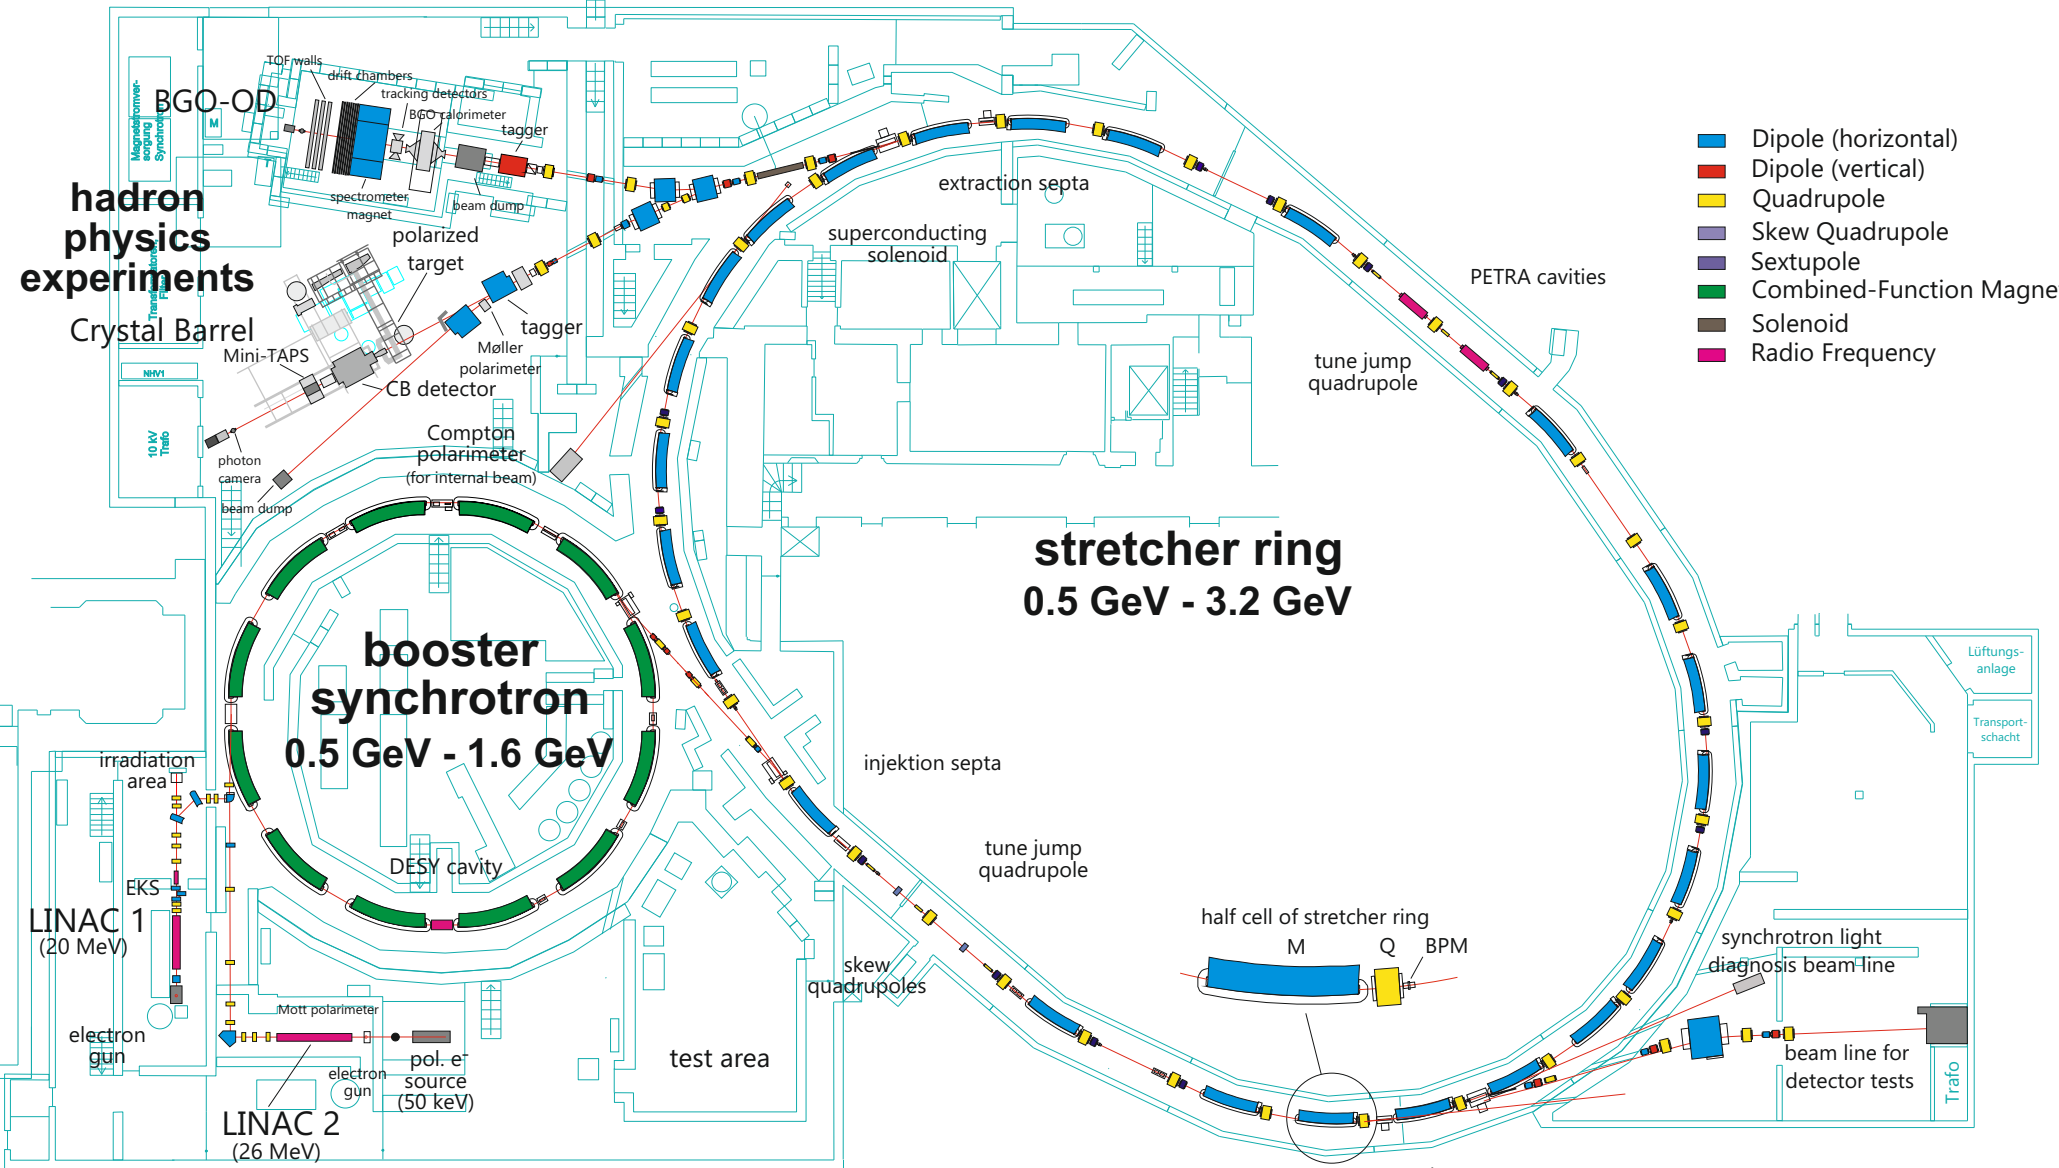 TOF walls
drift chambers
tracking detectors
BGO calorimeter
tagger
BGO-OD
M
T
Magnetstromver-
sorgung
Synchrotron
spectrometer
magnet
beam dump
hadron
physics
experiments
polarized
target
Crystal Barrel
Mini-TAPS
NHV1
CB detector
tagger
Møller
polarimeter
10 kV
Trafo
photon
camera
beam dump
Compton
polarimeter
(for internal beam)
extraction septa
superconducting
solenoid
PETRA cavities
tune jump
quadrupole
Dipole (horizontal)
Dipole (vertical)
Quadrupole
Skew Quadrupole
Sextupole
Combined-Function Magne
Solenoid
Radio Frequency
stretcher ring
0.5 GeV - 3.2 GeV
booster
synchrotron
0.5 GeV - 1.6 GeV
DESY cavity
irradiation
area
EKS
LINAC 1
(20 MeV)
electron
gun
Mott polarimeter
electron
gun
pol. e-
source
(50 keV)
LINAC 2
(26 MeV)
injektion septa
tune jump
quadrupole
skew
quadrupoles
test area
half cell of stretcher ring
M Q BPM
synchrotron light
diagnosis beam line
beam line for
detector tests
Trafo
Lüftungs-
anlage
Transport-
schacht